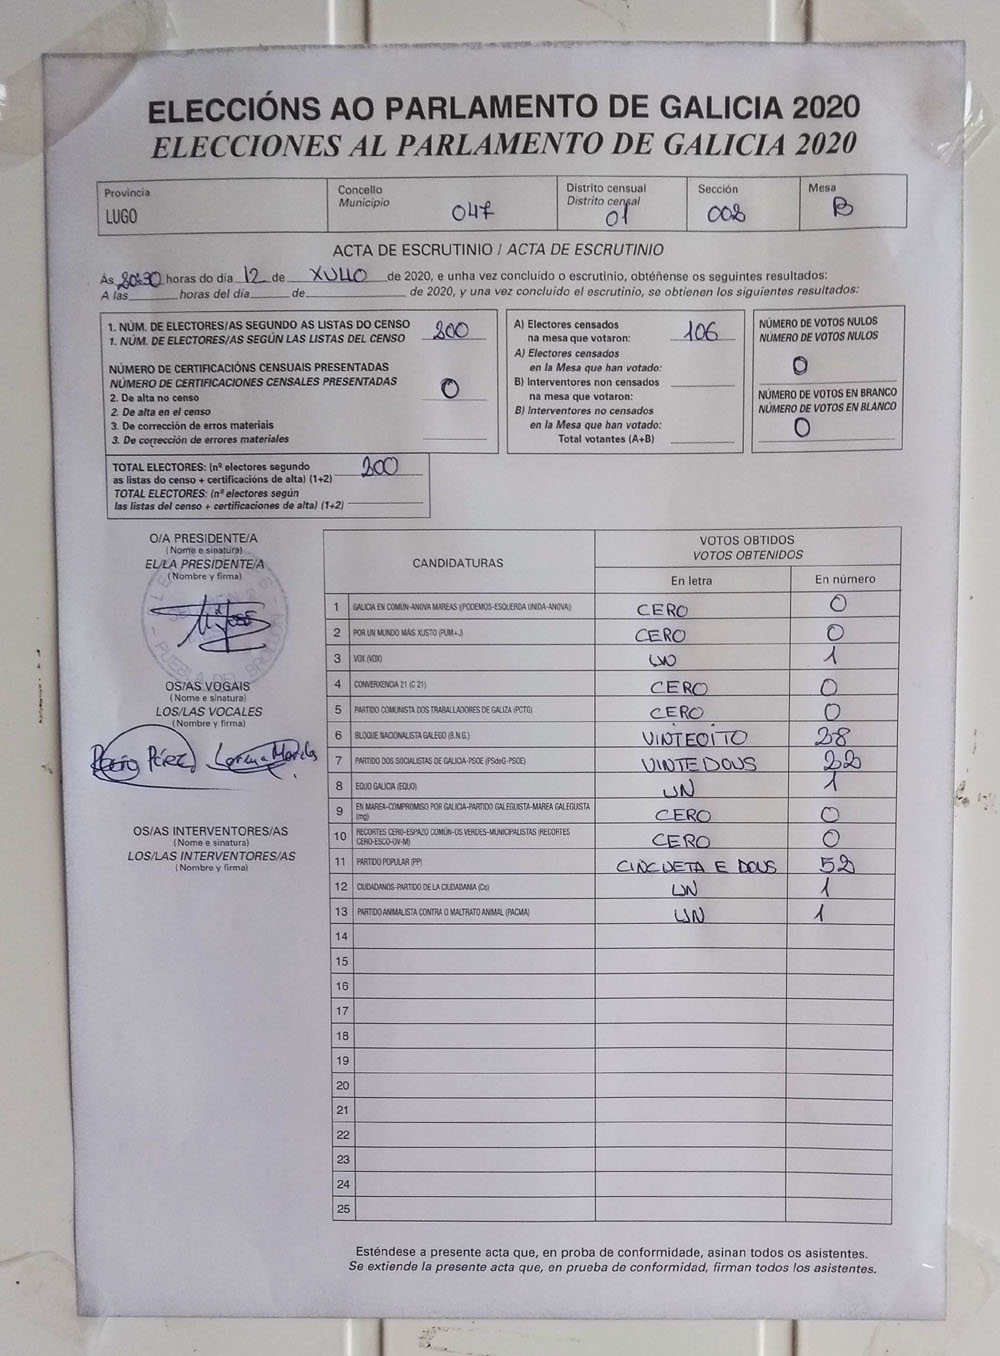 ELECCIÓNS AO PARLAMENTO DE GALICIA 2020
ELECCIONES AL PARLAMENTO DE GALICIA 2020
Provincia
LUGO
Concello
Municipio
047
Distrito censual
Distrito censal
01
Sección
002
Mesa
B
ACTA DE ESCRUTINIO / ACTA DE ESCRUTINIO
Ás 20:30 horas do día 12 de XULLO de 2020, e unha vez concluído o escrutinio, obtéñense os seguintes resultados:
A las horas del día de de 2020, y una vez concluido el escrutinio, se obtienen los siguientes resultados:
1. NÚM. DE ELECTORES/AS SEGUNDO AS LISTAS DO CENSO 200
1. NÚM. DE ELECTORES/AS SEGÚN LAS LISTAS DEL CENSO
NÚMERO DE CERTIFICACIÓNS CENSUAIS PRESENTADAS
NÚMERO DE CERTIFICACIONES CENSALES PRESENTADAS
2. De alta no censo 0
2. De alta en el censo
3. De corrección de erros materiais
3. De corrección de errores materiales
A) Electores censados
na mesa que votaron: 106
A) Electores censados
en la Mesa que han votado:
B) Interventores non censados
na mesa que votaron:
B) Interventores no censados
en la Mesa que han votado:
Total votantes (A+B)
NÚMERO DE VOTOS NULOS
NÚMERO DE VOTOS NULOS
0
NÚMERO DE VOTOS EN BRANCO
NÚMERO DE VOTOS EN BLANCO
0
TOTAL ELECTORES: (nº electores segundo
as listas do censo + certificacións de alta) (1+2) 200
TOTAL ELECTORES: (nº electores según
las listas del censo + certificaciones de alta) (1+2)
O/A PRESIDENTE/A
(Nome e sinatura)
EL/LA PRESIDENTE/A
(Nombre y firma)
OS/AS VOGAIS
(Nome e sinatura)
LOS/LAS VOCALES
(Nombre y firma)
OS/AS INTERVENTORES/AS
(Nome e sinatura)
LOS/LAS INTERVENTORES/AS
(Nombre y firma)
CANDIDATURAS
VOTOS OBTIDOS
VOTOS OBTENIDOS
En letra
En número
1 GALICIA EN COMÚN-ANOVA MAREAS ((PODEMOS-ESQUERDA UNIDA-ANOVA)) CERO 0
2 POR UN MUNDO MÁIS XUSTO (PUM+J) CERO 0
3 VOX (VOX) UN 1
4 CONVERXENCIA 21 (C 21) CERO 0
5 PARTIDO COMUNISTA DOS TRABALLADORES DE GALIZA (PCTG) CERO 0
6 BLOQUE NACIONALISTA GALEGO (B.N.G.) VINTEOITO 28
7 PARTIDO DOS SOCIALISTAS DE GALICIA-PSOE (PSdeG-PSOE) VINTE DOUS 22
8 EQUO GALICIA (EQUO) UN 1
9 EN MAREA-COMPROMISO POR GALICIA-PARTIDO GALEGUISTA-MAREA GALEGUISTA
(mg) CERO 0
10 RECORTES CERO-ESPAZO COMÚN-OS VERDES-MUNICIPALISTAS (RECORTES
CERO-ESCO-OV-M) CERO 0
11 PARTIDO POPULAR (PP) CINCUETA E DOUS 52
12 CIUDADANOS-PARTIDO DE LA CIUDADANIA (Cs) UN 1
13 PARTIDO ANIMALISTA CONTRA O MALTRATO ANIMAL (PACMA) UN 1
14
15
16
17
18
19
20
21
22
23
24
25
Esténdese a presente acta que, en proba de conformidade, asinan todos os asistentes.
Se extiende la presente acta que, en prueba de conformidad, firman todos los asistentes.